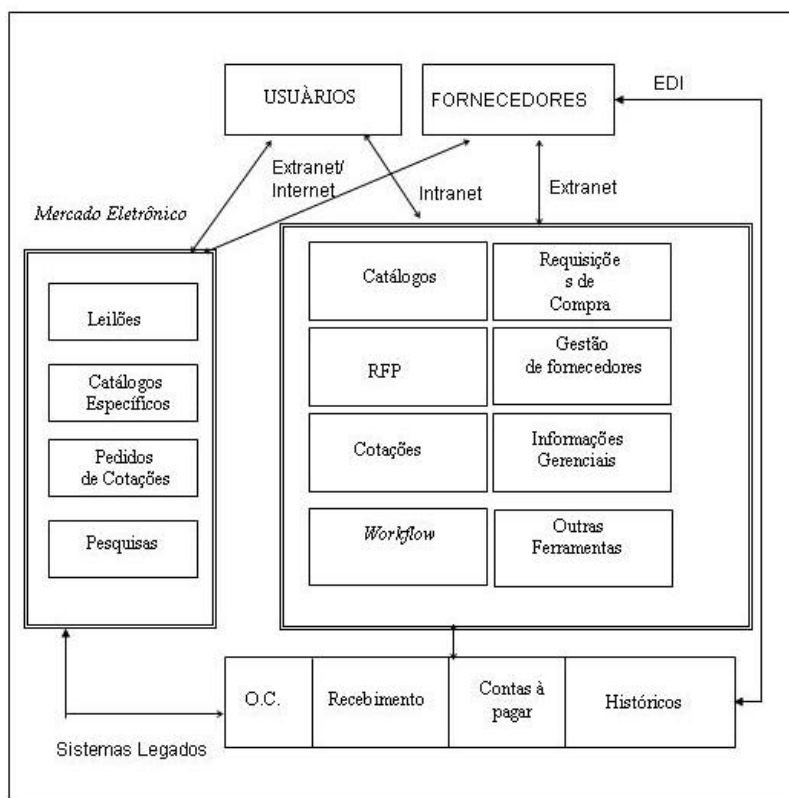 USUÀRIOS
FORNECEDORES
EDI
Extranet/
Internet
Intranet
Extranet
Mercado Eletrônico
Leilões
Catálogos
Específicos
Pedidos
de Cotações
Pesquisas
Catálogos
Requisiçõe
s de
Compra
RFP
Gestão
de fornecedores
Cotações
Informações
Gerenciais
Workflow
Outras
Ferramentas
O.C.
Recebimento
Contas à
pagar
Históricos
Sistemas Legados